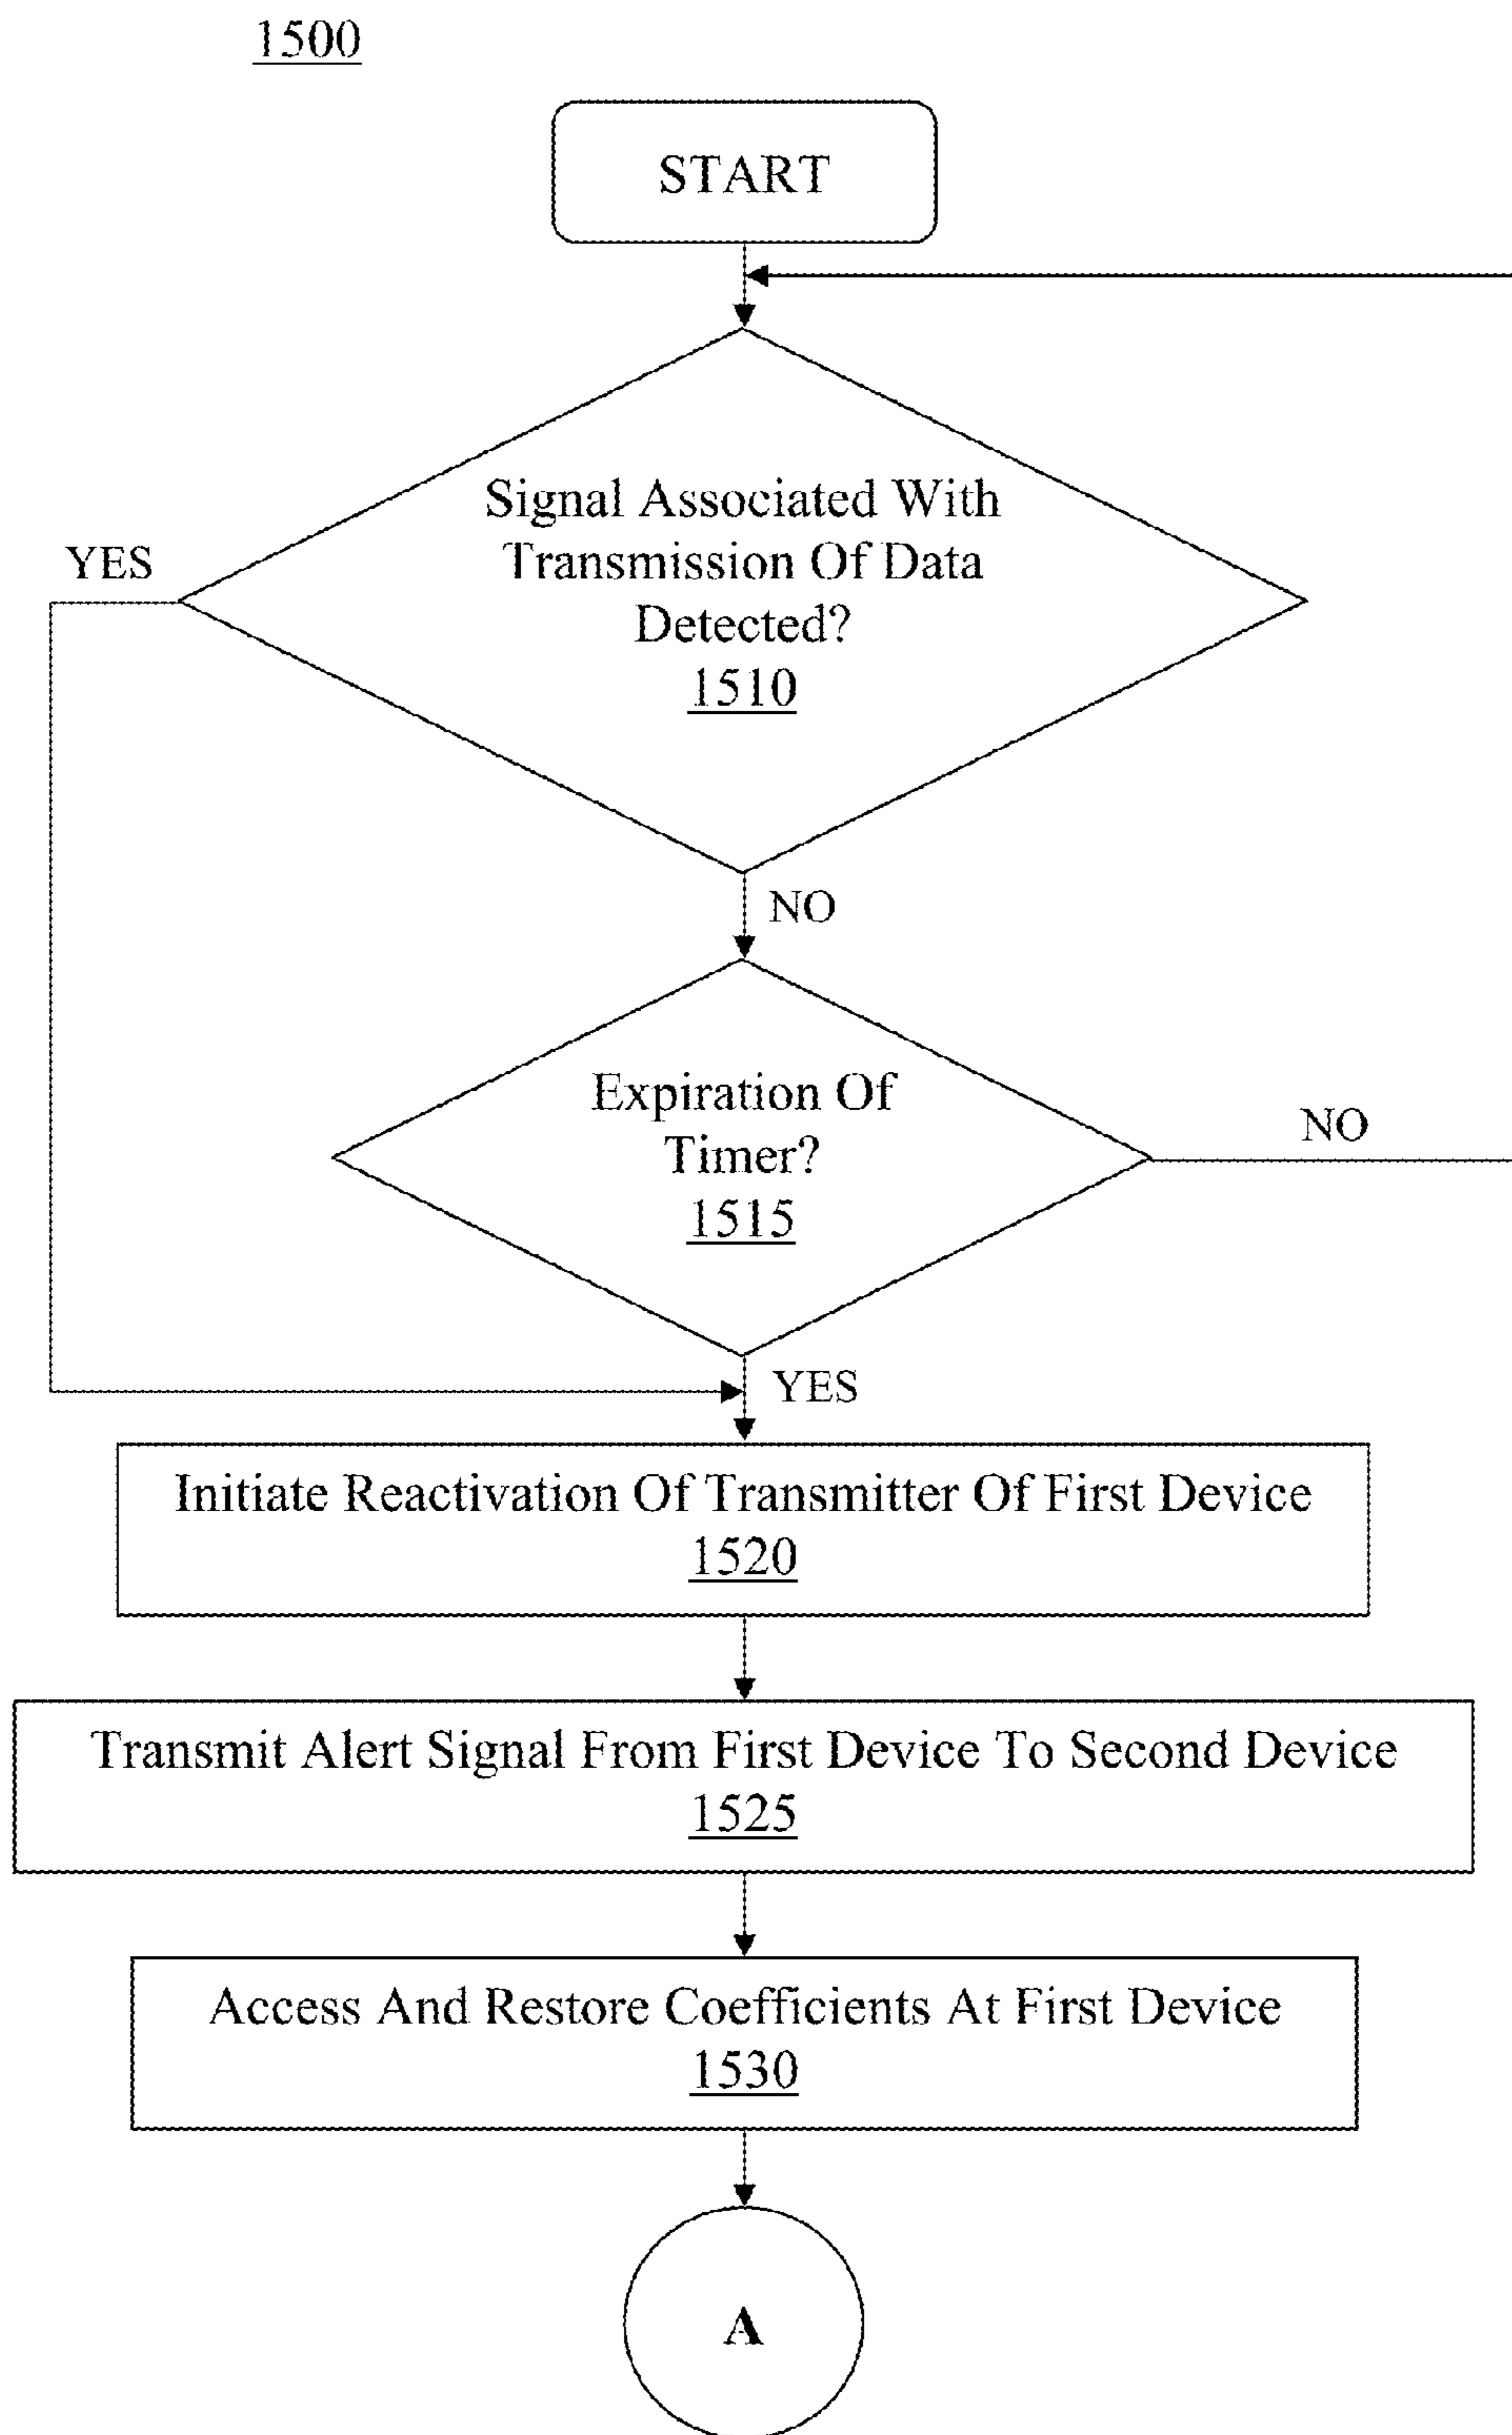 1500
START
Signal Associated With
Transmission Of Data
Detected?
1510
YES
NO
Expiration Of
Timer?
1515
NO
YES
Initiate Reactivation Of Transmitter Of First Device
1520
Transmit Alert Signal From First Device To Second Device
1525
Access And Restore Coefficients At First Device
1530
A